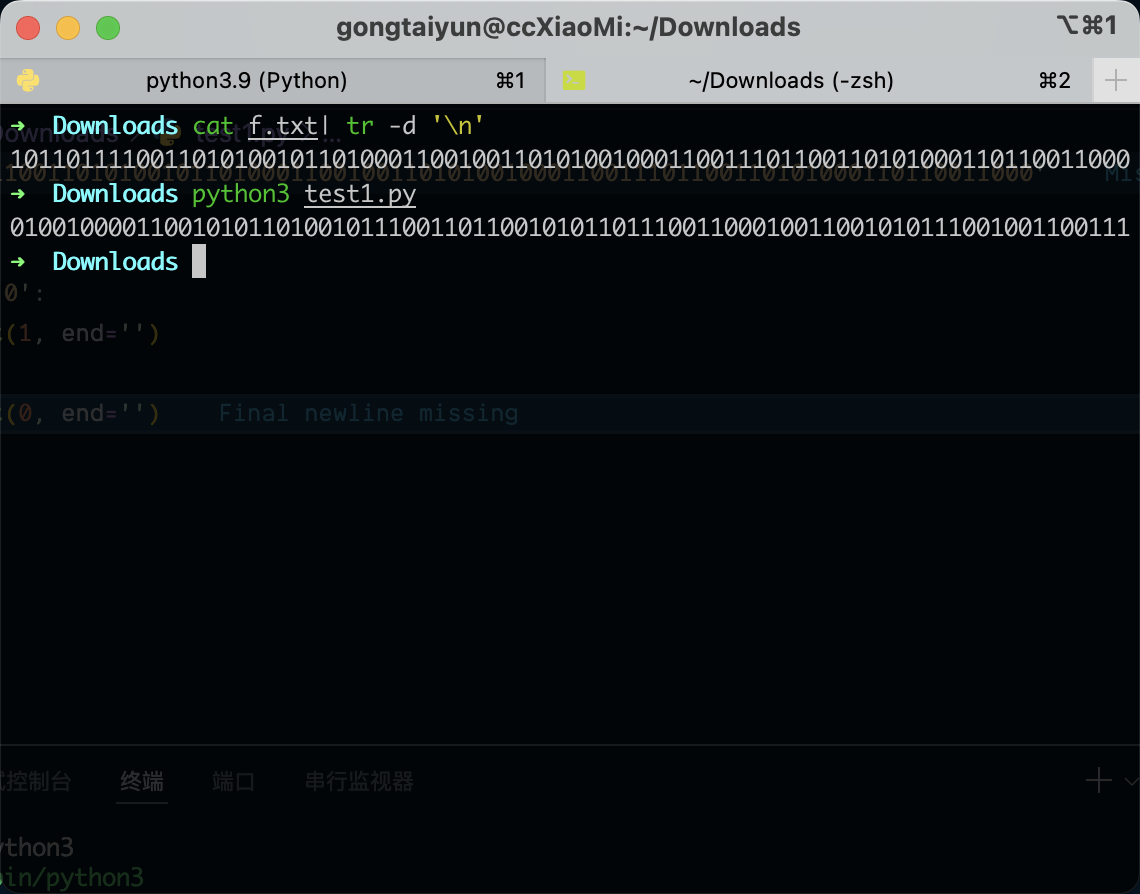 gongtaiyun@ccXiaoMi:~/Downloads
⌥⌘1
python3.9 (Python) ⌘1 ~/Downloads (-zsh) ⌘2
➜ Downloads cat f.txt| tr -d '\n'
10110111100110101001011010001100100110101001000110011101100110101000110110011000
➜ Downloads python3 test1.py
01001000011001010110100101110011011001010110111001100010011001010111001001100111
➜ Downloads
0':
(1, end='')
(0, end='') Final newline missing
控制台 终端 端口 串行监视器
ython3
bin/python3